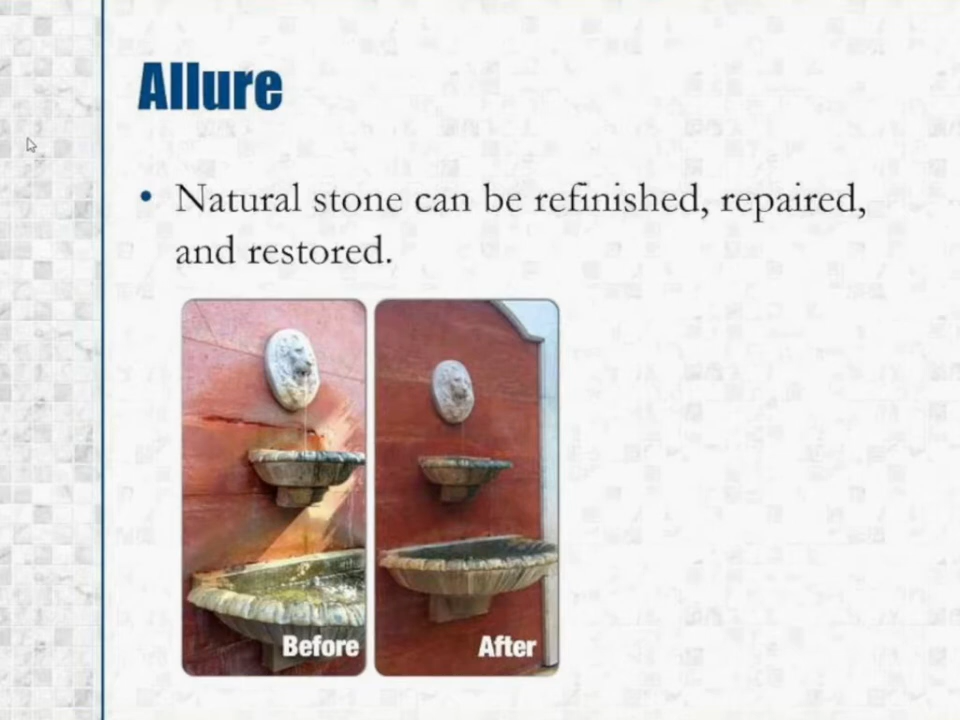 Allure
• Natural stone can be refinished, repaired,
and restored.
Before
After